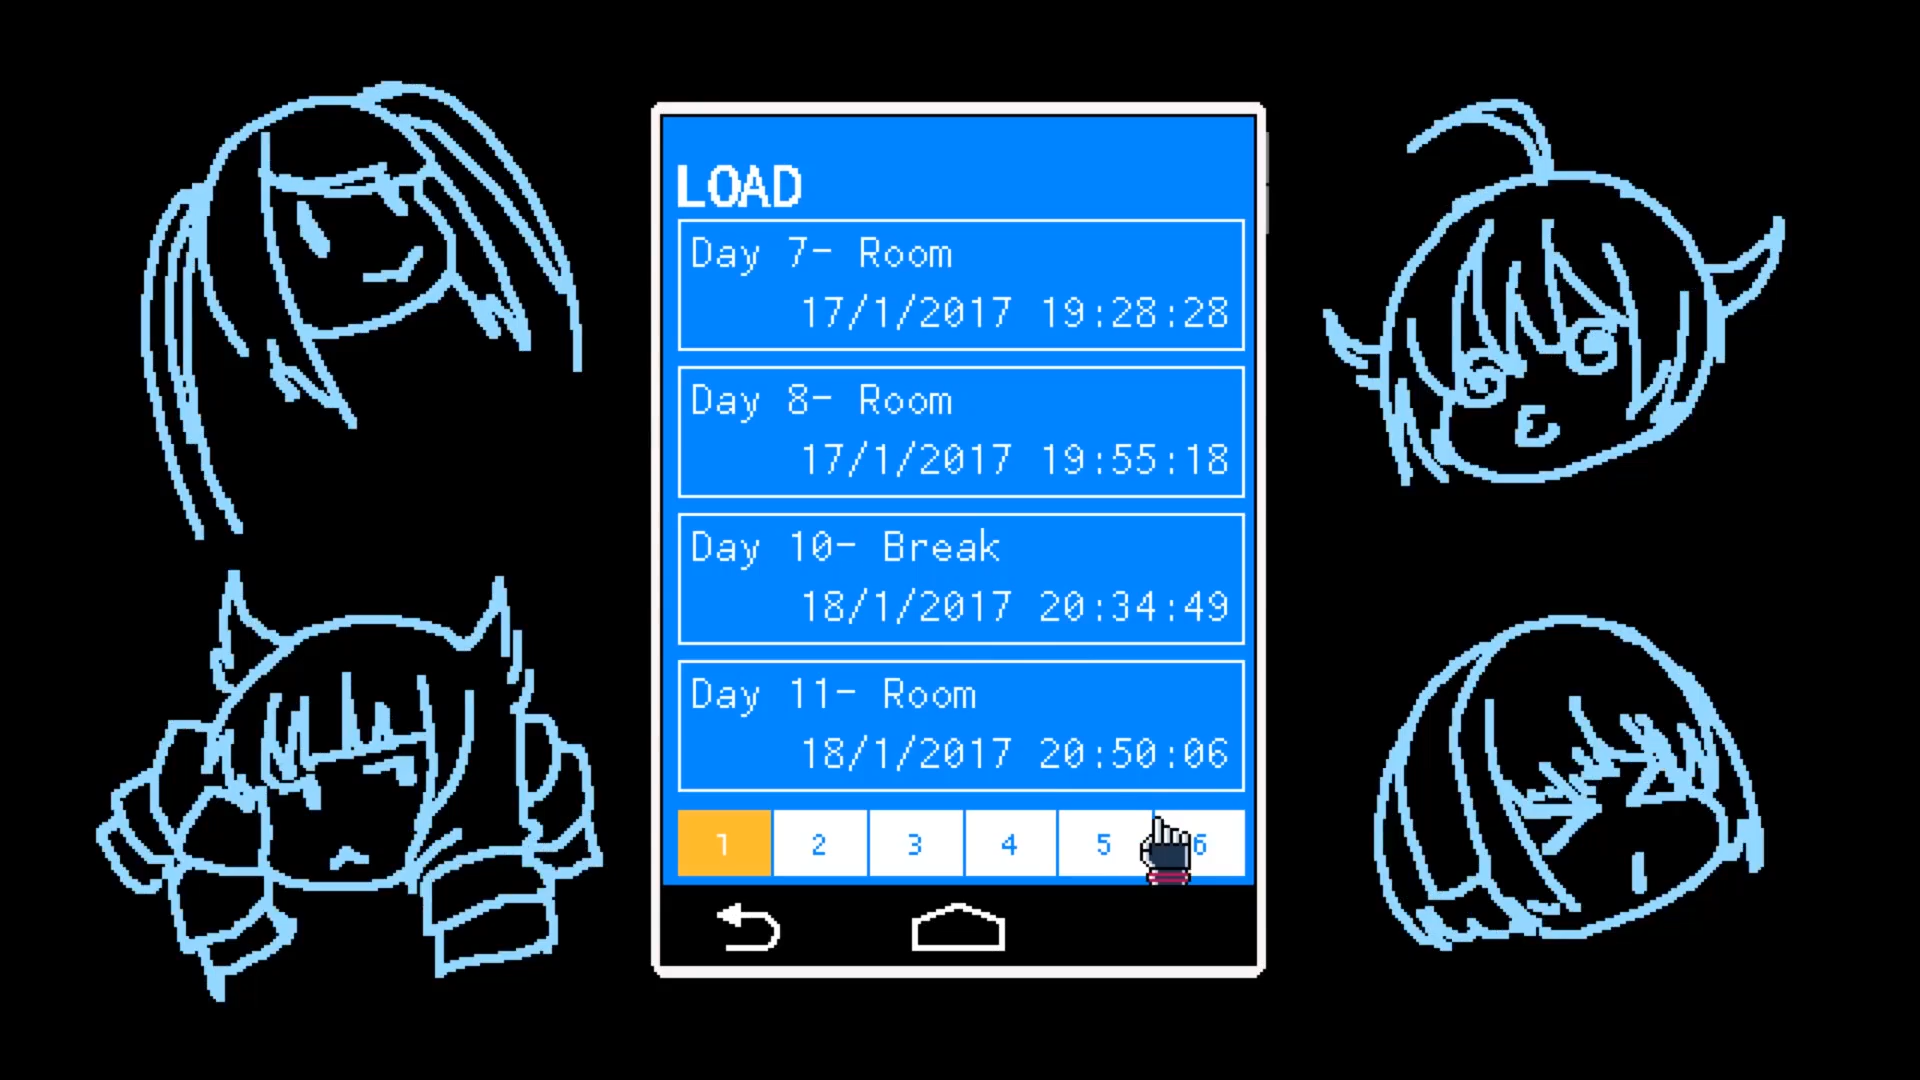 LOAD
Day 7- Room
17/1/2017 19:28:28
Day 8- Room
17/1/2017 19:55:18
Day 10- Break
18/1/2017 20:34:49
Day 11- Room
18/1/2017 20:50:06
1 2 3 4 5 6